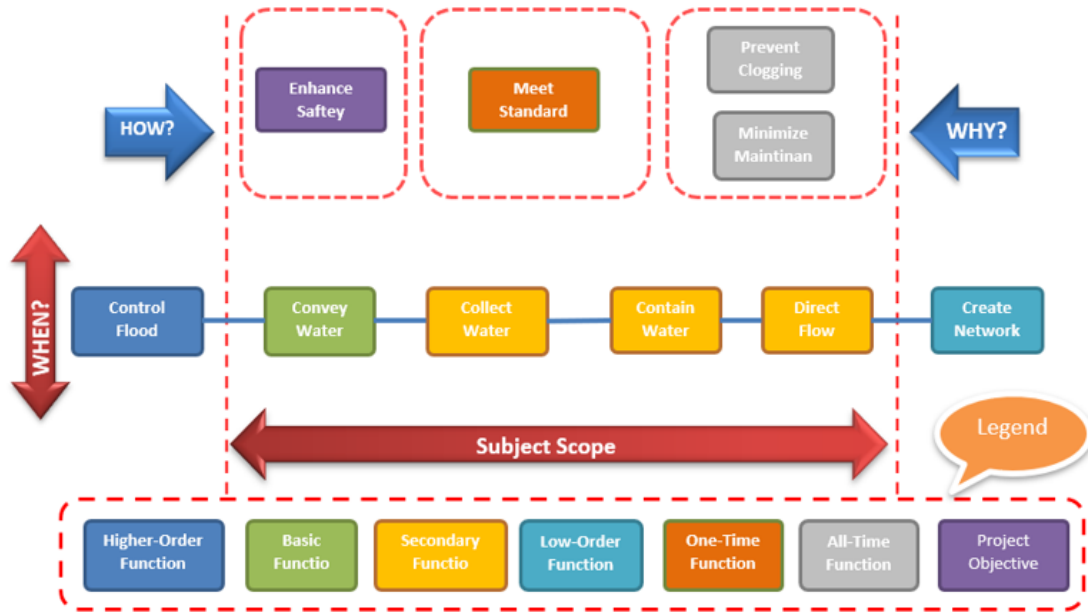 Prevent
Clogging
Enhance
Saftey
Meet
Standard
HOW?
WHY?
Minimize
Maintinan
WHEN?
Control
Flood
Convey
Water
Collect
Water
Contain
Water
Direct
Flow
Create
Network
Subject Scope
Legend
Higher-Order
Function
Basic
Functio
Secondary
Functio
Low-Order
Function
One-Time
Function
All-Time
Function
Project
Objective